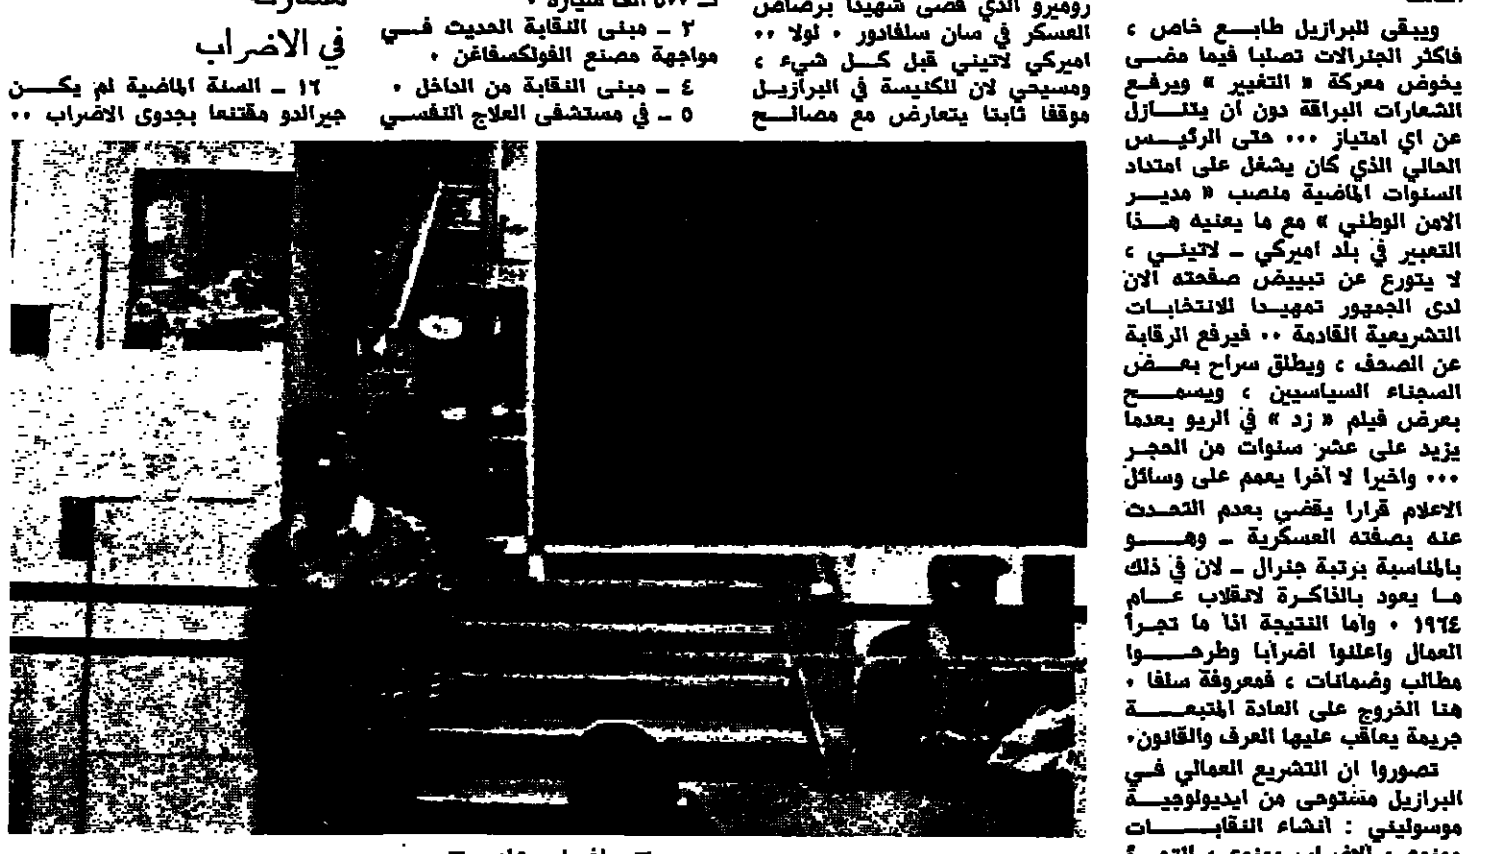 ويبقى للبرازيل طابع خاص ،
فاكثر الجنرالات تصلبا فيما مضى
يخوض معركة « التغيير » ويرفع
الشعارات البراقة دون ان يتنازل
عن اي امتياز ... حتى الرئيس
الحالي الذي كان يشغل على امتداد
السنوات الماضية منصب « مدير
الامن الوطني » مع ما يعنيه هذا
التعبير في بلد اميركي ـ لاتيني ،
لا يتورع عن تبييض صفحته الان
لدى الجمهور تمهيدا للانتخابات
التشريعية القادمة .. فيرفع الرقابة
عن الصحف ، ويطلق سراح بعض
السجناء السياسيين ، ويسمح
بعرض فيلم « زد » في الريو بعدما
يزيد على عشر سنوات من الحجر
... واخيرا لا آخرا يعمم على وسائل
الاعلام قرارا يقضي بعدم التحدث
عنه بصفته العسكرية ـ وهو
بالمناسبة برتبة جنرال ـ لان في ذلك
ما يعود بالذاكرة لانقلاب عام
١٩٦٤ . واما النتيجة اذا ما تجرأ
العمال واعلنوا اضرابا وطرحوا
مطالب وضمانات ، فمعروفة سلفا .
هنا الخروج على العادة المتبعة
جريمة يعاقب عليها العرف والقانون.
تصوروا ان التشريع العمالي في
البرازيل مستوحى من ايديولوجية
موسوليني : انشاء النقابات
روميرو الذي قضى شهيدا برصاص
العسكر في سان سلفادور . لولا ..
اميركي لاتيني قبل كل شيء ،
ومسيحي لان للكنيسة في البرازيل
موقفا ثابتا يتعارض مع مصالح
٢ ـ مبنى النقابة الحديث في
مواجهة مصنع الفولكسفاغن .
٤ ـ مبنى النقابة من الداخل .
٥ ـ في مستشفى العلاج النفسي
في الاضراب
١٦ ـ السنة الماضية لم يكن
جيرالدو مقتنعا بجدوى الاضراب ..